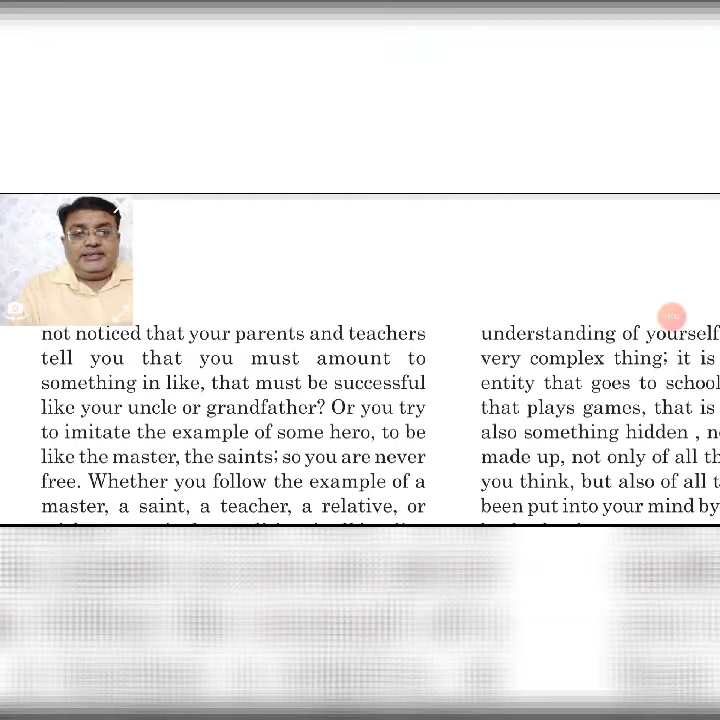 not noticed that your parents and teachers
tell you that you must amount to
something in like, that must be successful
like your uncle or grandfather? Or you try
to imitate the example of some hero, to be
like the master, the saints; so you are never
free. Whether you follow the example of a
master, a saint, a teacher, a relative, or
understanding of yourself
very complex thing; it is
entity that goes to school
that plays games, that is
also something hidden , n
made up, not only of all th
you think, but also of all t
been put into your mind by